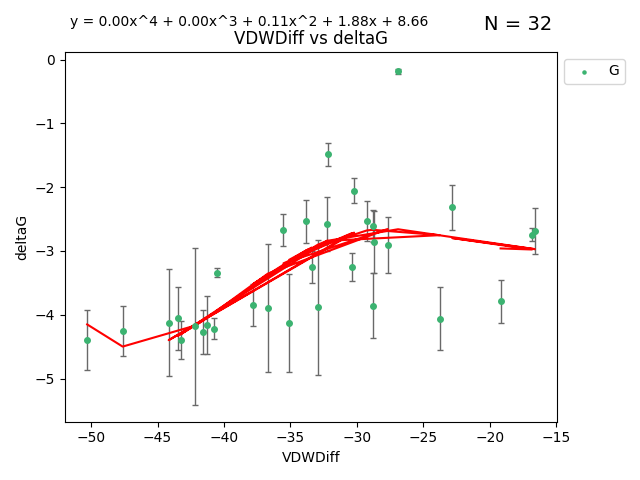 y = 0.00x^4 + 0.00x^3 + 0.11x^2 + 1.88x + 8.66
N = 32
VDWDiff vs deltaG
G
deltaG
0
−1
−2
−3
−4
−5
−50
−45
−40
−35
−30
−25
−20
−15
VDWDiff